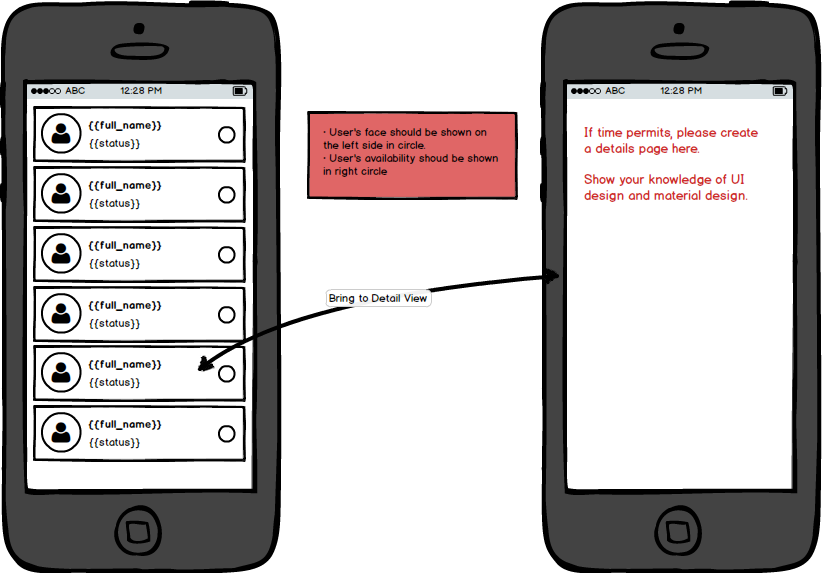 ABC 12:28 PM
{{full_name}}
{{status}}
{{full_name}}
{{status}}
{{full_name}}
{{status}}
{{full_name}}
{{status}}
{{full_name}}
{{status}}
{{full_name}}
{{status}}
· User's face should be shown on
the left side in circle.
· User's availability shoud be shown
in right circle
Bring to Detail View
ABC 12:28 PM
If time permits, please create
a details page here.
Show your knowledge of UI
design and material design.